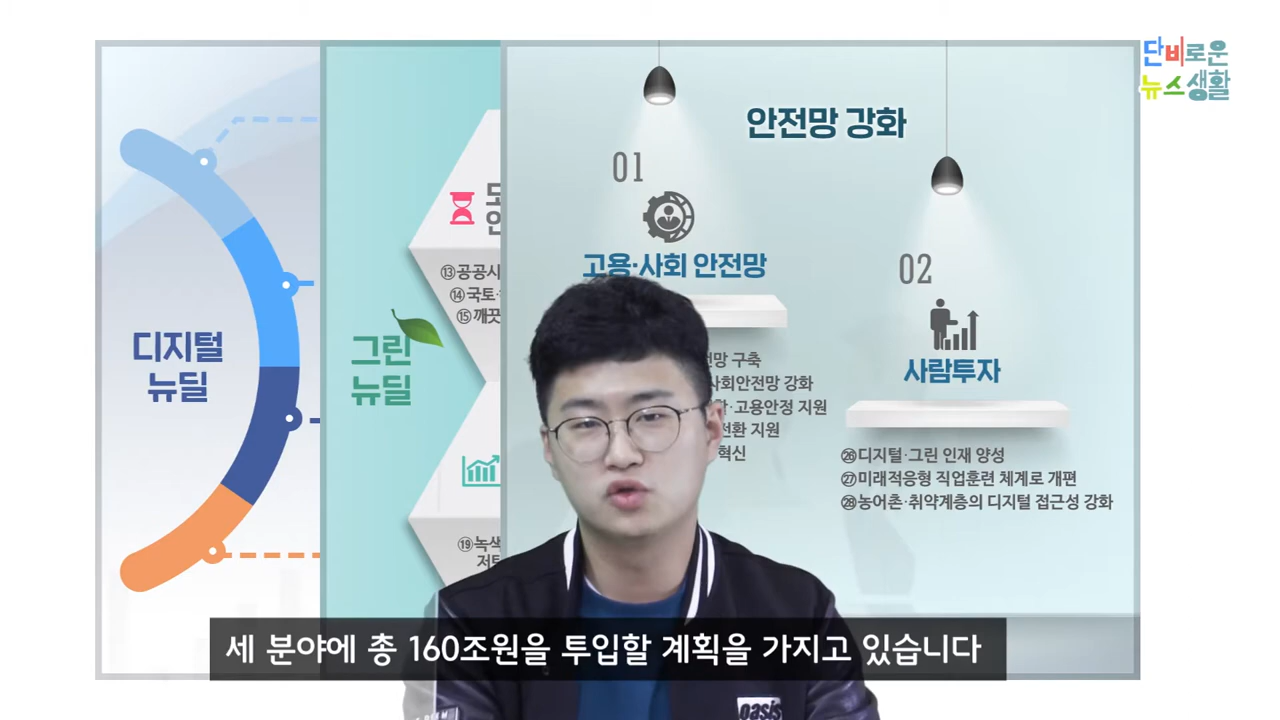 단비로운
뉴스생활
디지털
뉴딜
그린
뉴딜
⑬공공시
⑭국토·
⑮깨끗
⑲녹색
안전망 강화
01
고용·사회 안전망
구축
사회안전망 강화
·고용안정 지원
전환 지원
혁신
02
사람투자
㉖디지털·그린 인재 양성
㉗미래적응형 직업훈련 체계로 개편
㉘농어촌·취약계층의 디지털 접근성 강화
세 분야에 총 160조원을 투입할 계획을 가지고 있습니다
oasis